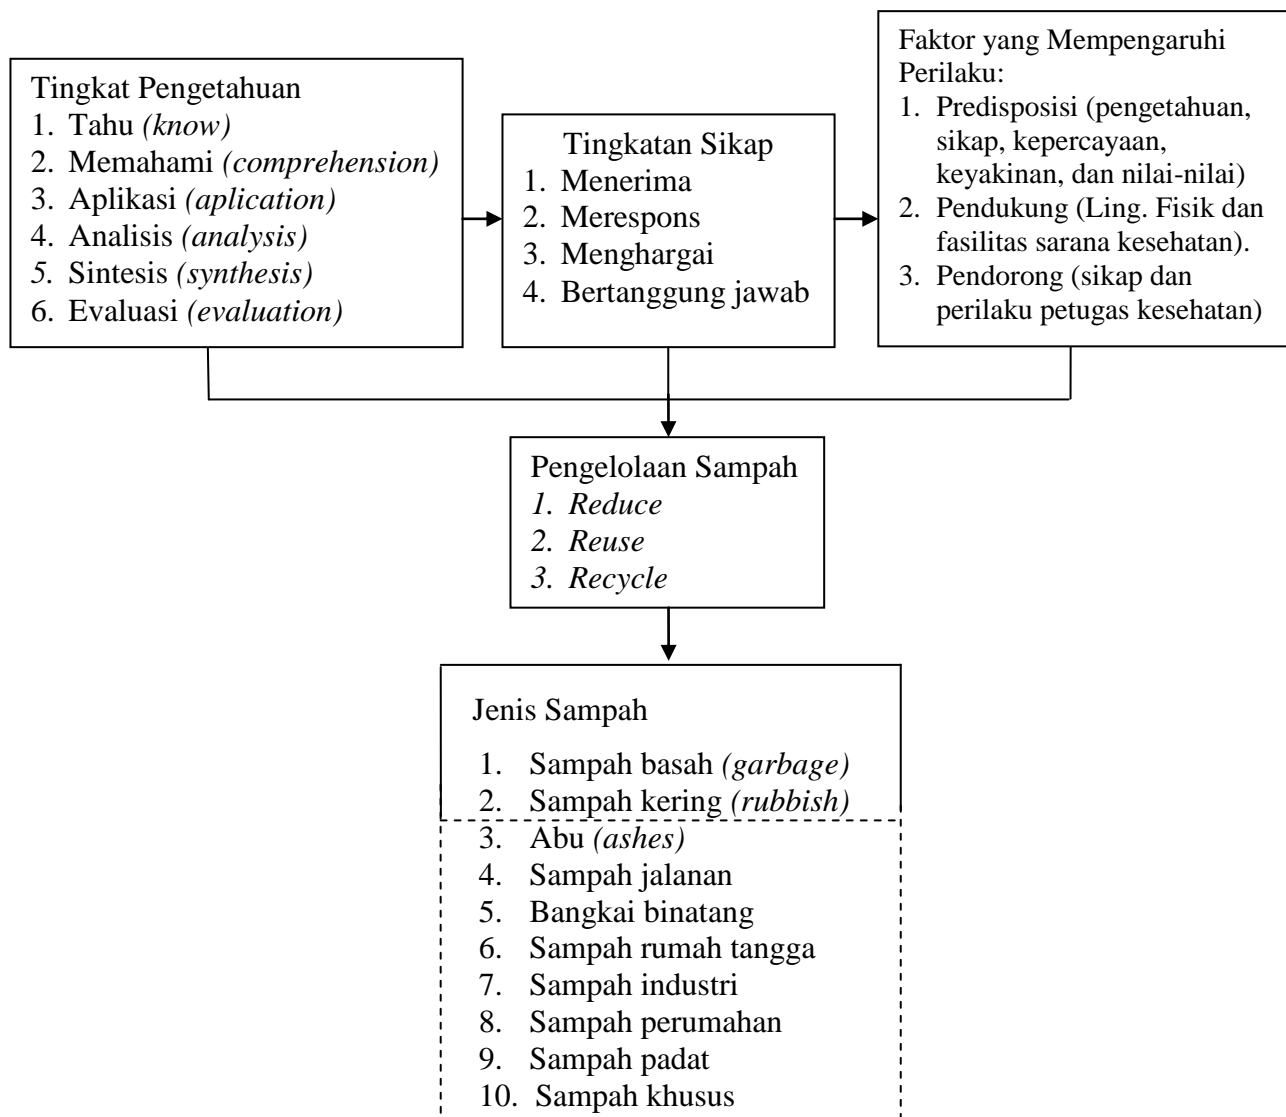 Tingkat Pengetahuan
1. Tahu (know)
2. Memahami (comprehension)
3. Aplikasi (aplication)
4. Analisis (analysis)
5. Sintesis (synthesis)
6. Evaluasi (evaluation)
Tingkatan Sikap
1. Menerima
2. Merespons
3. Menghargai
4. Bertanggung jawab
Faktor yang Mempengaruhi
Perilaku:
1. Predisposisi (pengetahuan,
sikap, kepercayaan,
keyakinan, dan nilai-nilai)
2. Pendukung (Ling. Fisik dan
fasilitas sarana kesehatan).
3. Pendorong (sikap dan
perilaku petugas kesehatan)
Pengelolaan Sampah
1. Reduce
2. Reuse
3. Recycle
Jenis Sampah
1. Sampah basah (garbage)
2. Sampah kering (rubbish)
3. Abu (ashes)
4. Sampah jalanan
5. Bangkai binatang
6. Sampah rumah tangga
7. Sampah industri
8. Sampah perumahan
9. Sampah padat
10. Sampah khusus